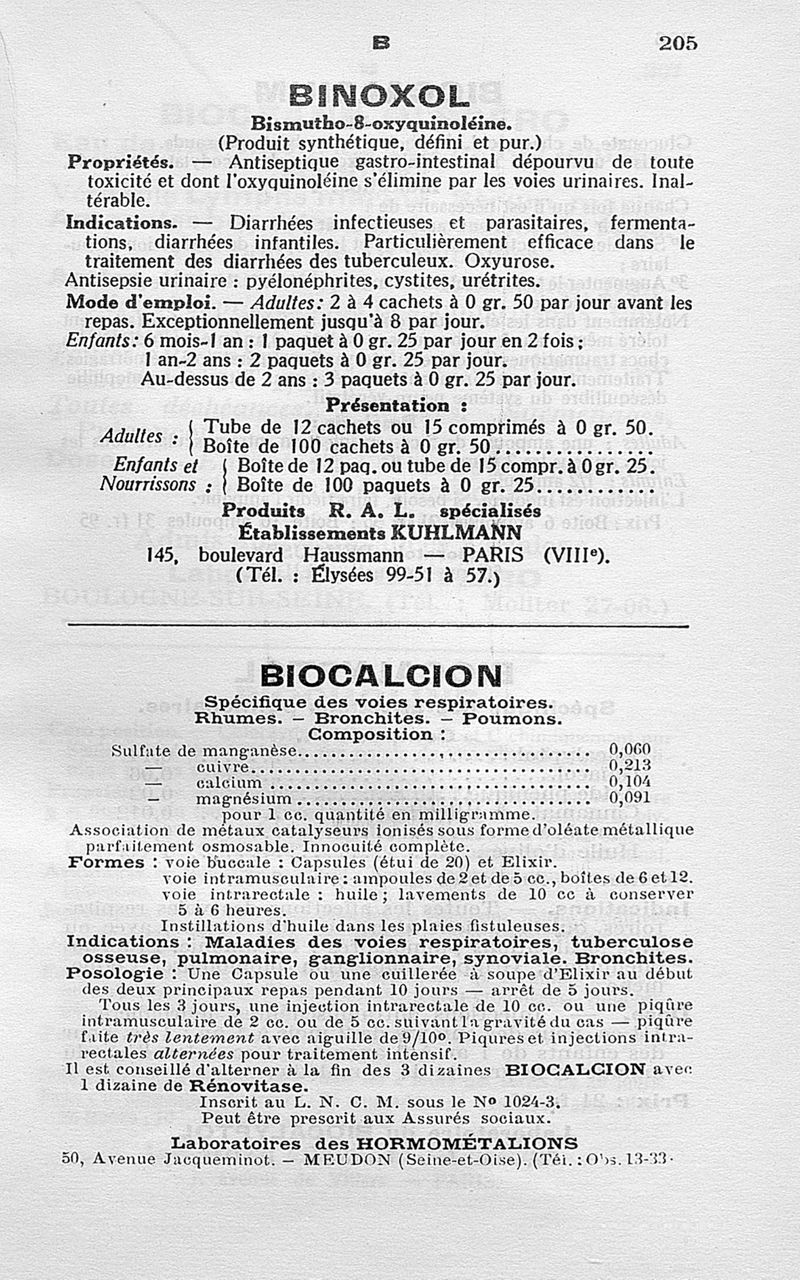 B 205
BINOXOL
Bismutho-8-oxyquinoléine.
(Produit synthétique, défini et pur.)
Propriétés. — Antiseptique gastro-intestinal dépourvu de toute
toxicité et dont l'oxyquinoléine s'élimine par les voies urinaires. Inal-
térable.
Indications. — Diarrhées infectieuses et parasitaires, fermenta-
tions, diarrhées infantiles. Particulièrement efficace dans le
traitement des diarrhées des tuberculeux. Oxyurose.
Antisepsie urinaire : pyélonéphrites, cystites, urétrites.
Mode d'emploi. — Adultes: 2 à 4 cachets à 0 gr. 50 par jour avant les
repas. Exceptionnellement jusqu'à 8 par jour.
Enfants: 6 mois-1 an : 1 paquet à 0 gr. 25 par jour en 2 fois;
1 an-2 ans : 2 paquets à 0 gr. 25 par jour.
Au-dessus de 2 ans : 3 paquets à 0 gr. 25 par jour.
Présentation :
Adultes : { Tube de 12 cachets ou 15 comprimés à 0 gr. 50.
Boîte de 100 cachets à 0 gr. 50................
Enfants et { Boîte de 12 paq. ou tube de 15 compr. à 0 gr. 25.
Nourrissons : { Boîte de 100 paquets à 0 gr. 25............
Produits R. A. L. spécialisés
Établissements KUHLMANN
145, boulevard Haussmann — PARIS (VIIIe).
(Tél. : Élysées 99-51 à 57.)
BIOCALCION
Spécifique des voies respiratoires.
Rhumes. — Bronchites. — Poumons.
Composition :
Sulfate de manganèse.................................. 0,060
— cuivre....................................... 0,213
— calcium ..................................... 0,104
— magnésium .................................. 0,091
pour 1 cc. quantité en milligramme.
Association de métaux catalyseurs ionisés sous forme d'oléate métallique
parfaitement osmosable. Innocuité complète.
Formes : voie buccale : Capsules (étui de 20) et Elixir.
voie intramusculaire : ampoules de 2 et de 5 cc., boîtes de 6 et 12.
voie intrarectale : huile ; lavements de 10 cc à conserver
5 à 6 heures.
Instillations d'huile dans les plaies fistuleuses.
Indications : Maladies des voies respiratoires, tuberculose
osseuse, pulmonaire, ganglionnaire, synoviale. Bronchites.
Posologie : Une Capsule ou une cuillerée à soupe d'Elixir au début
des deux principaux repas pendant 10 jours — arrêt de 5 jours.
Tous les 3 jours, une injection intrarectale de 10 cc. ou une piqûre
intramusculaire de 2 cc. ou de 5 cc. suivant la gravité du cas — piqûre
faite très lentement avec aiguille de 9/10º. Piqures et injections intra-
rectales alternées pour traitement intensif.
Il est conseillé d'alterner à la fin des 3 dizaines BIOCALCION avec
1 dizaine de Rénovitase.
Inscrit au L. N. C. M. sous le Nº 1024-3.
Peut être prescrit aux Assurés sociaux.
Laboratoires des HORMOMÉTALIONS
50, Avenue Jacqueminot. — MEUDON (Seine-et-Oise). (Tél. : Obs. 13-33.